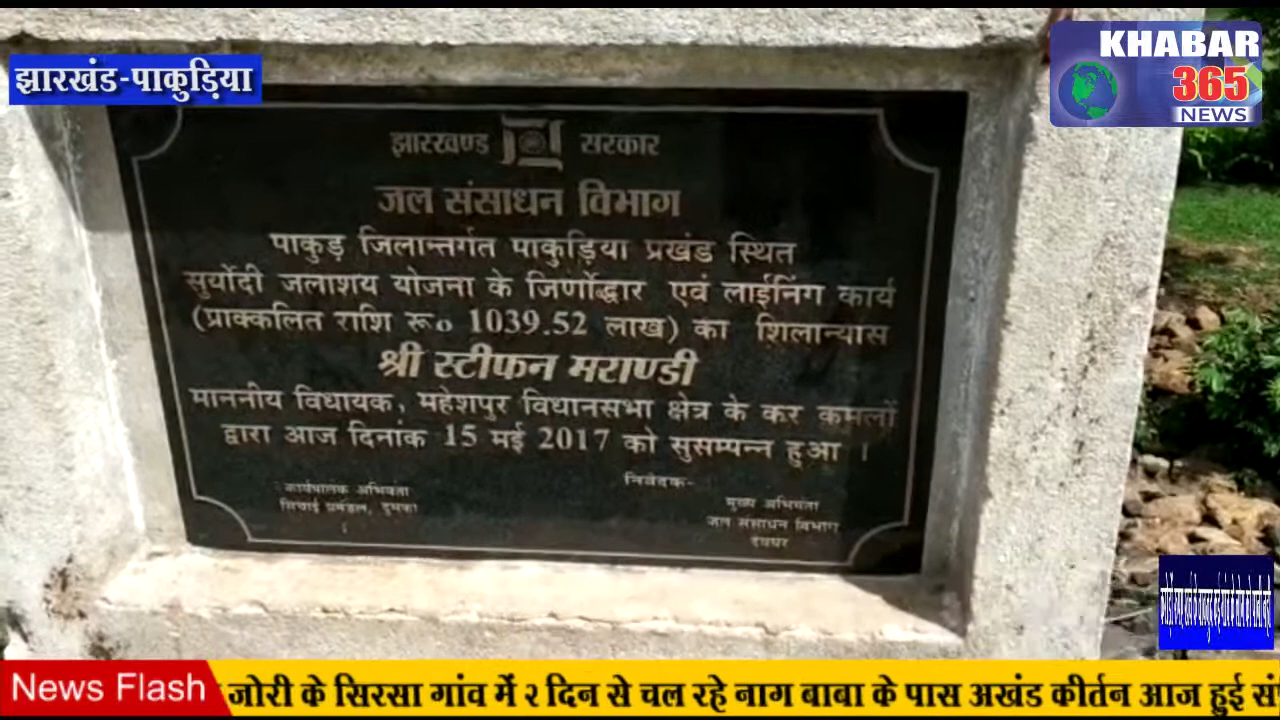 झारखंड-पाकुड़िया
KHABAR
365
NEWS
झारखण्ड सरकार
जल संसाधन विभाग
पाकुड़ जिलान्तर्गत पाकुड़िया प्रखंड स्थित
सुर्योदी जलाशय योजना के जिर्णोद्धार एवं लाईनिंग कार्य
(प्राक्कलित राशि रू० 1039.52 लाख) का शिलान्यास
श्री स्टीफन मराण्डी
माननीय विधायक, महेशपुर विधानसभा क्षेत्र के कर कमलों
द्वारा आज दिनांक 15 मई 2017 को सुसम्पन्न हुआ ।
निवेदक-
कार्यपालक अभियंता
सिंचाई प्रमंडल, दुमका
मुख्य अभियंता
जल संसाधन विभाग
देवघर
News Flash
जोरी के सिरसा गांव में २ दिन से चल रहे नाग बाबा के पास अखंड कीर्तन आज हुई सं